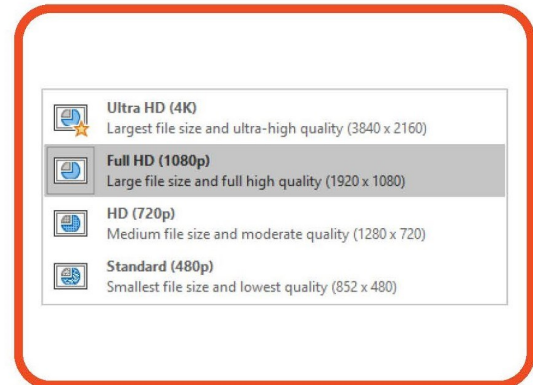 Ultra HD (4K)
Largest file size and ultra-high quality (3840 x 2160)
Full HD (1080p)
Large file size and full high quality (1920 x 1080)
HD (720p)
Medium file size and moderate quality (1280 x 720)
Standard (480p)
Smallest file size and lowest quality (852 x 480)